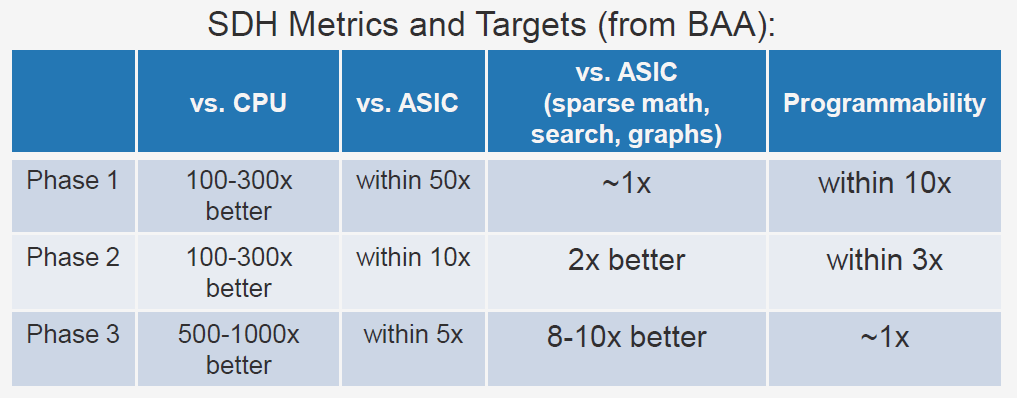 SDH Metrics and Targets (from BAA):
vs. CPU
vs. ASIC
vs. ASIC
(sparse math,
search, graphs)
Programmability
Phase 1
100-300x
better
within 50x
~1x
within 10x
Phase 2
100-300x
better
within 10x
2x better
within 3x
Phase 3
500-1000x
better
within 5x
8-10x better
~1x